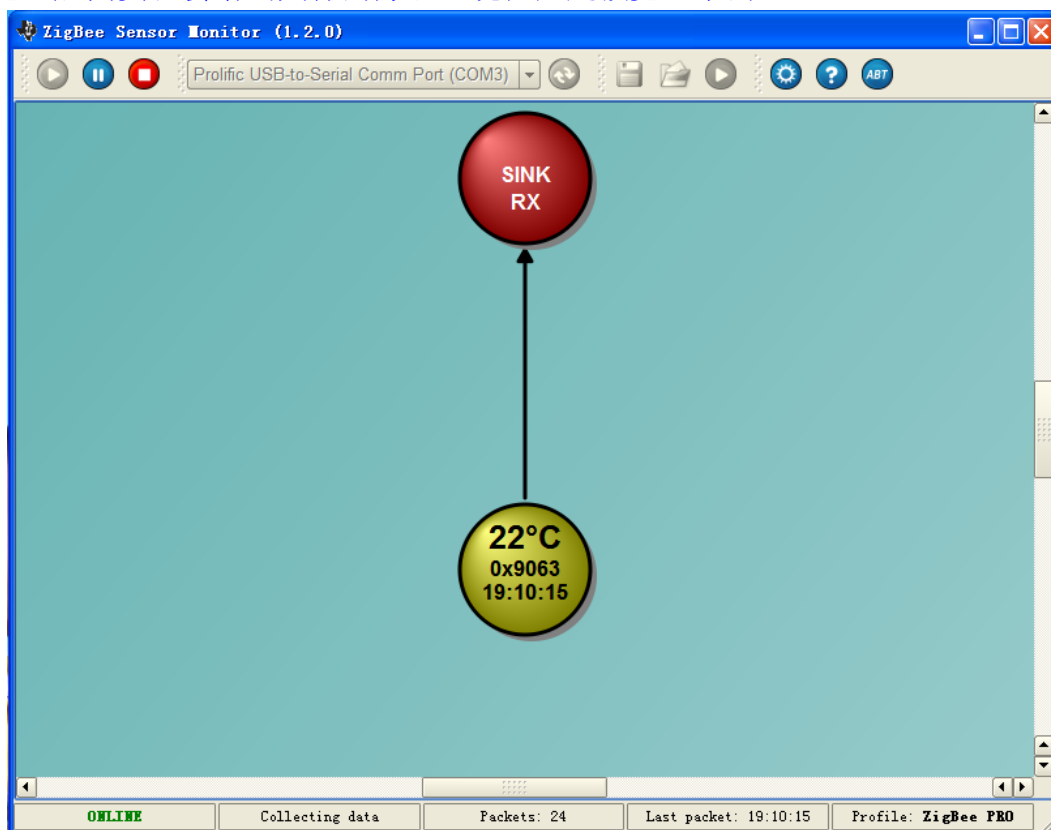 ZigBee Sensor Monitor (1.2.0)
Prolific USB-to-Serial Comm Port (COM3)
?
ABT
SINK
RX
22°C
0x9063
19:10:15
ONLINE
Collecting data
Packets: 24
Last packet: 19:10:15
Profile: ZigBee PRO